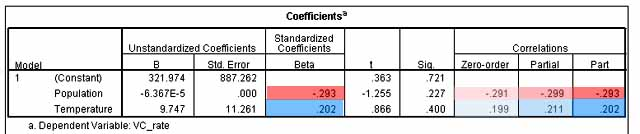 Coefficientsa
Unstandardized Coefficients Standardized Coefficients Correlations
Model B Std. Error Beta t Sig. Zero-order Partial Part
1 (Constant) 321.974 887.262 .363 .721
Population -6.367E-5 .000 -.293 -1.255 .227 -.291 -.299 -.293
Temperature 9.747 11.261 .202 .866 .400 .199 .211 .202
a. Dependent Variable: VC_rate